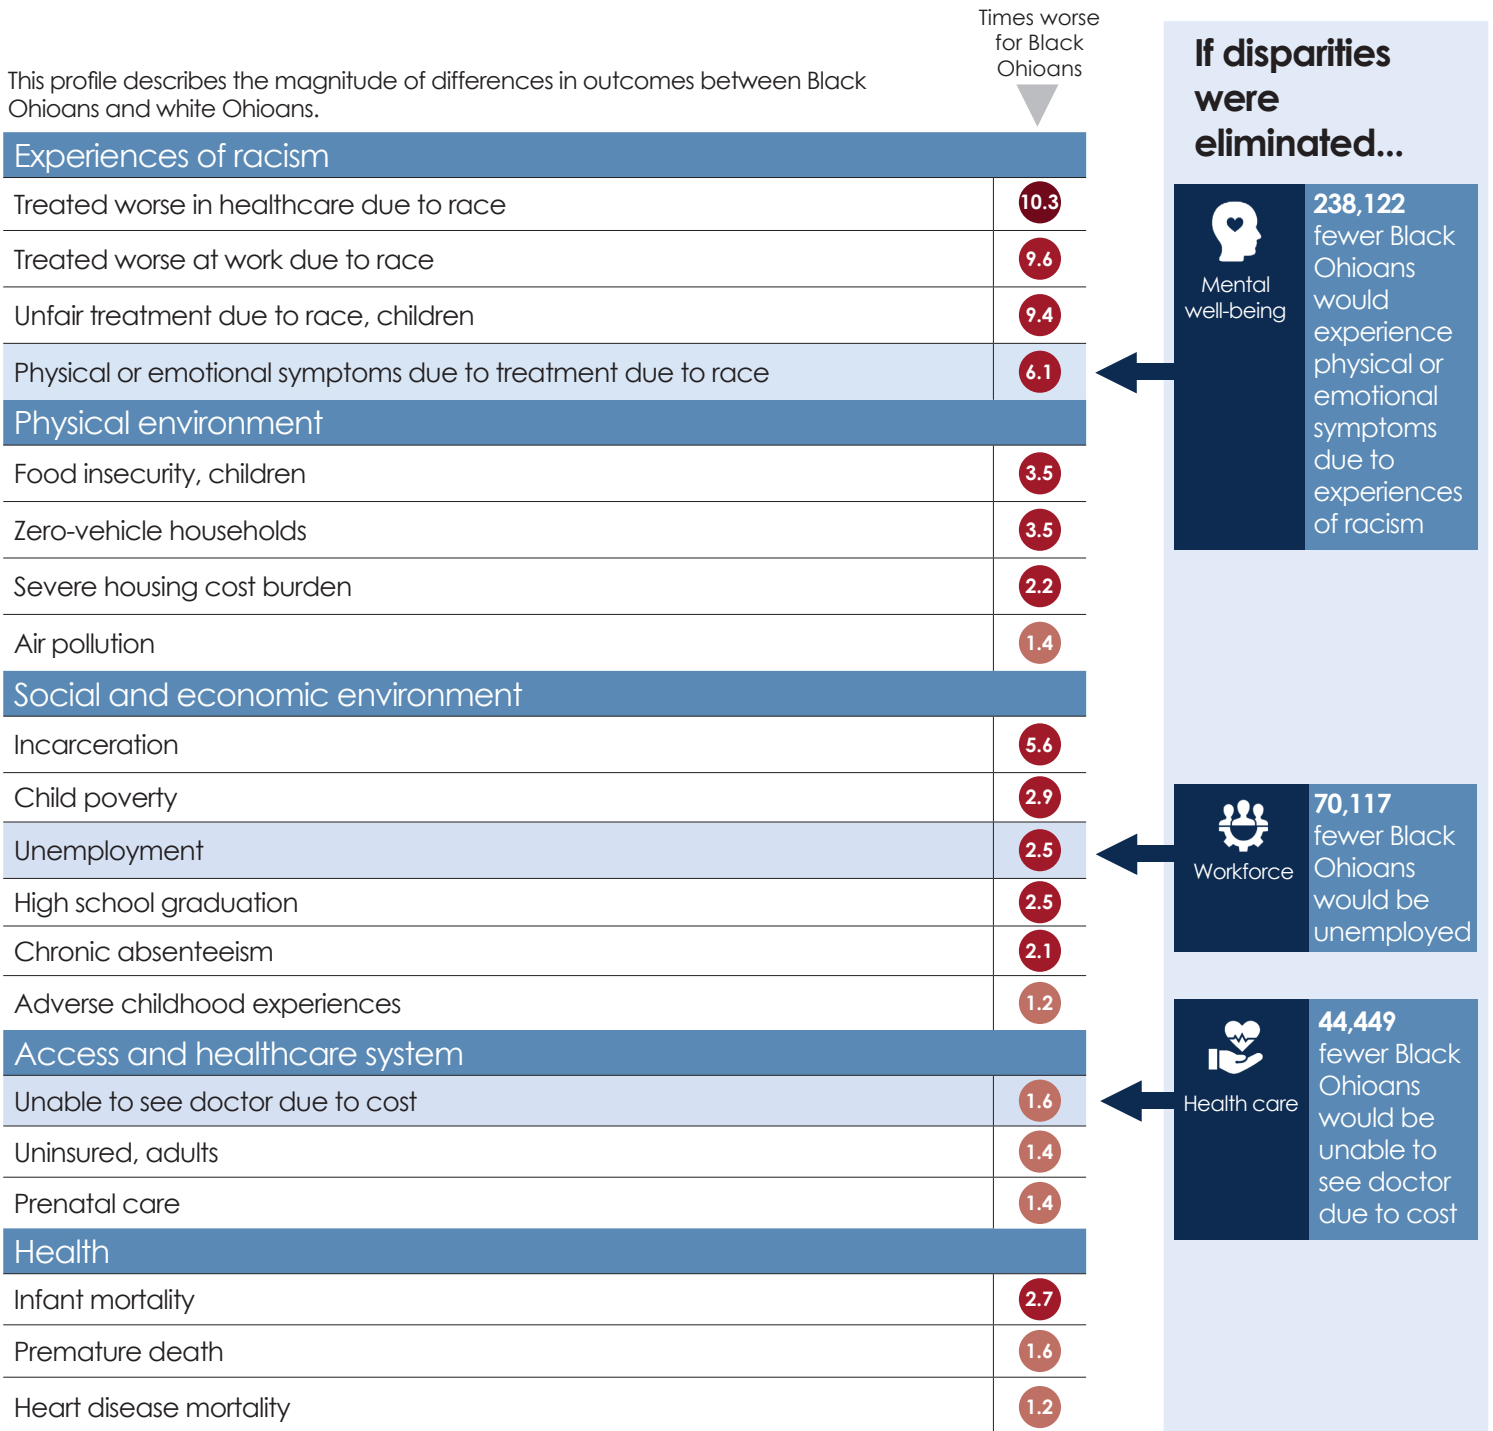 Times worse
for Black
Ohioans
This profile describes the magnitude of differences in outcomes between Black
Ohioans and white Ohioans.
Experiences of racism
Treated worse in healthcare due to race 10.3
Treated worse at work due to race 9.6
Unfair treatment due to race, children 9.4
Physical or emotional symptoms due to treatment due to race 6.1
Physical environment
Food insecurity, children 3.5
Zero-vehicle households 3.5
Severe housing cost burden 2.2
Air pollution 1.4
Social and economic environment
Incarceration 5.6
Child poverty 2.9
Unemployment 2.5
High school graduation 2.5
Chronic absenteeism 2.1
Adverse childhood experiences 1.2
Access and healthcare system
Unable to see doctor due to cost 1.6
Uninsured, adults 1.4
Prenatal care 1.4
Health
Infant mortality 2.7
Premature death 1.6
Heart disease mortality 1.2
If disparities
were
eliminated...
Mental
well-being
238,122
fewer Black
Ohioans
would
experience
physical or
emotional
symptoms
due to
experiences
of racism
Workforce
70,117
fewer Black
Ohioans
would be
unemployed
Health care
44,449
fewer Black
Ohioans
would be
unable to
see doctor
due to cost